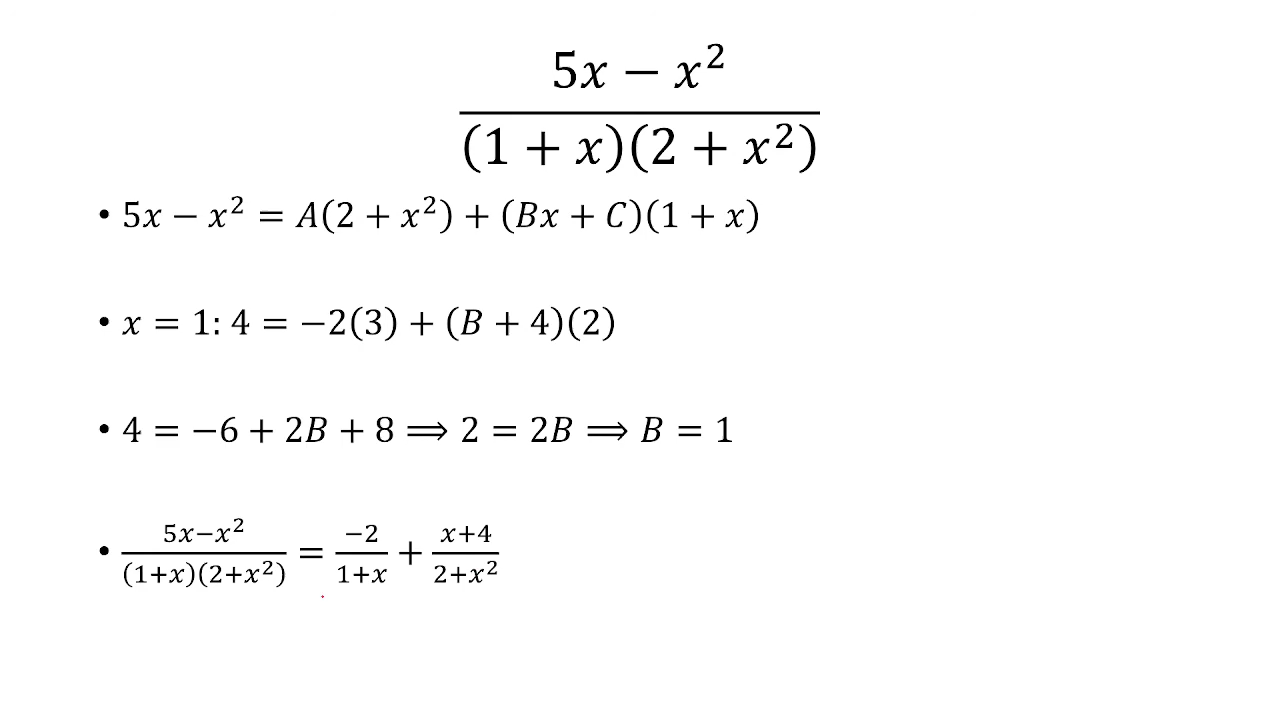 5x − x²
(1 + x)(2 + x²)
• 5x − x² = A(2 + x²) + (Bx + C)(1 + x)
• x = 1: 4 = −2(3) + (B + 4)(2)
• 4 = −6 + 2B + 8 ⟹ 2 = 2B ⟹ B = 1
• 5x−x² / (1+x)(2+x²) = −2 / 1+x + x+4 / 2+x²